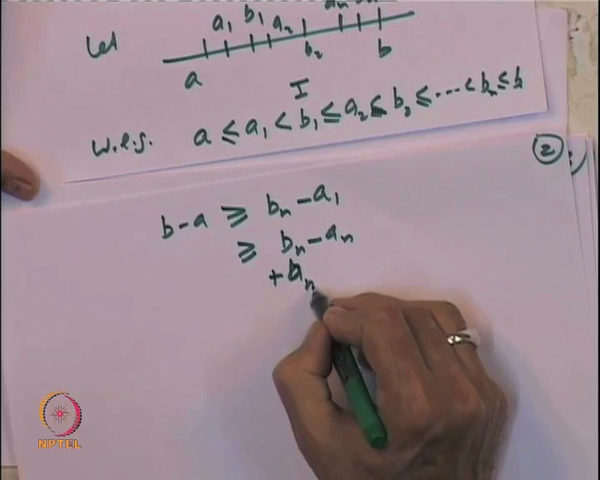 a₁ b₁ a₂
Let
a b₂ b
I
W.l.g. a ≤ a₁ < b₁ ≤ a₂ ≤ b₂ ≤ ... < bₙ ≤ b
②
b-a ≥ bₙ - a₁
≥ bₙ - aₙ
+ aₙ
NPTEL